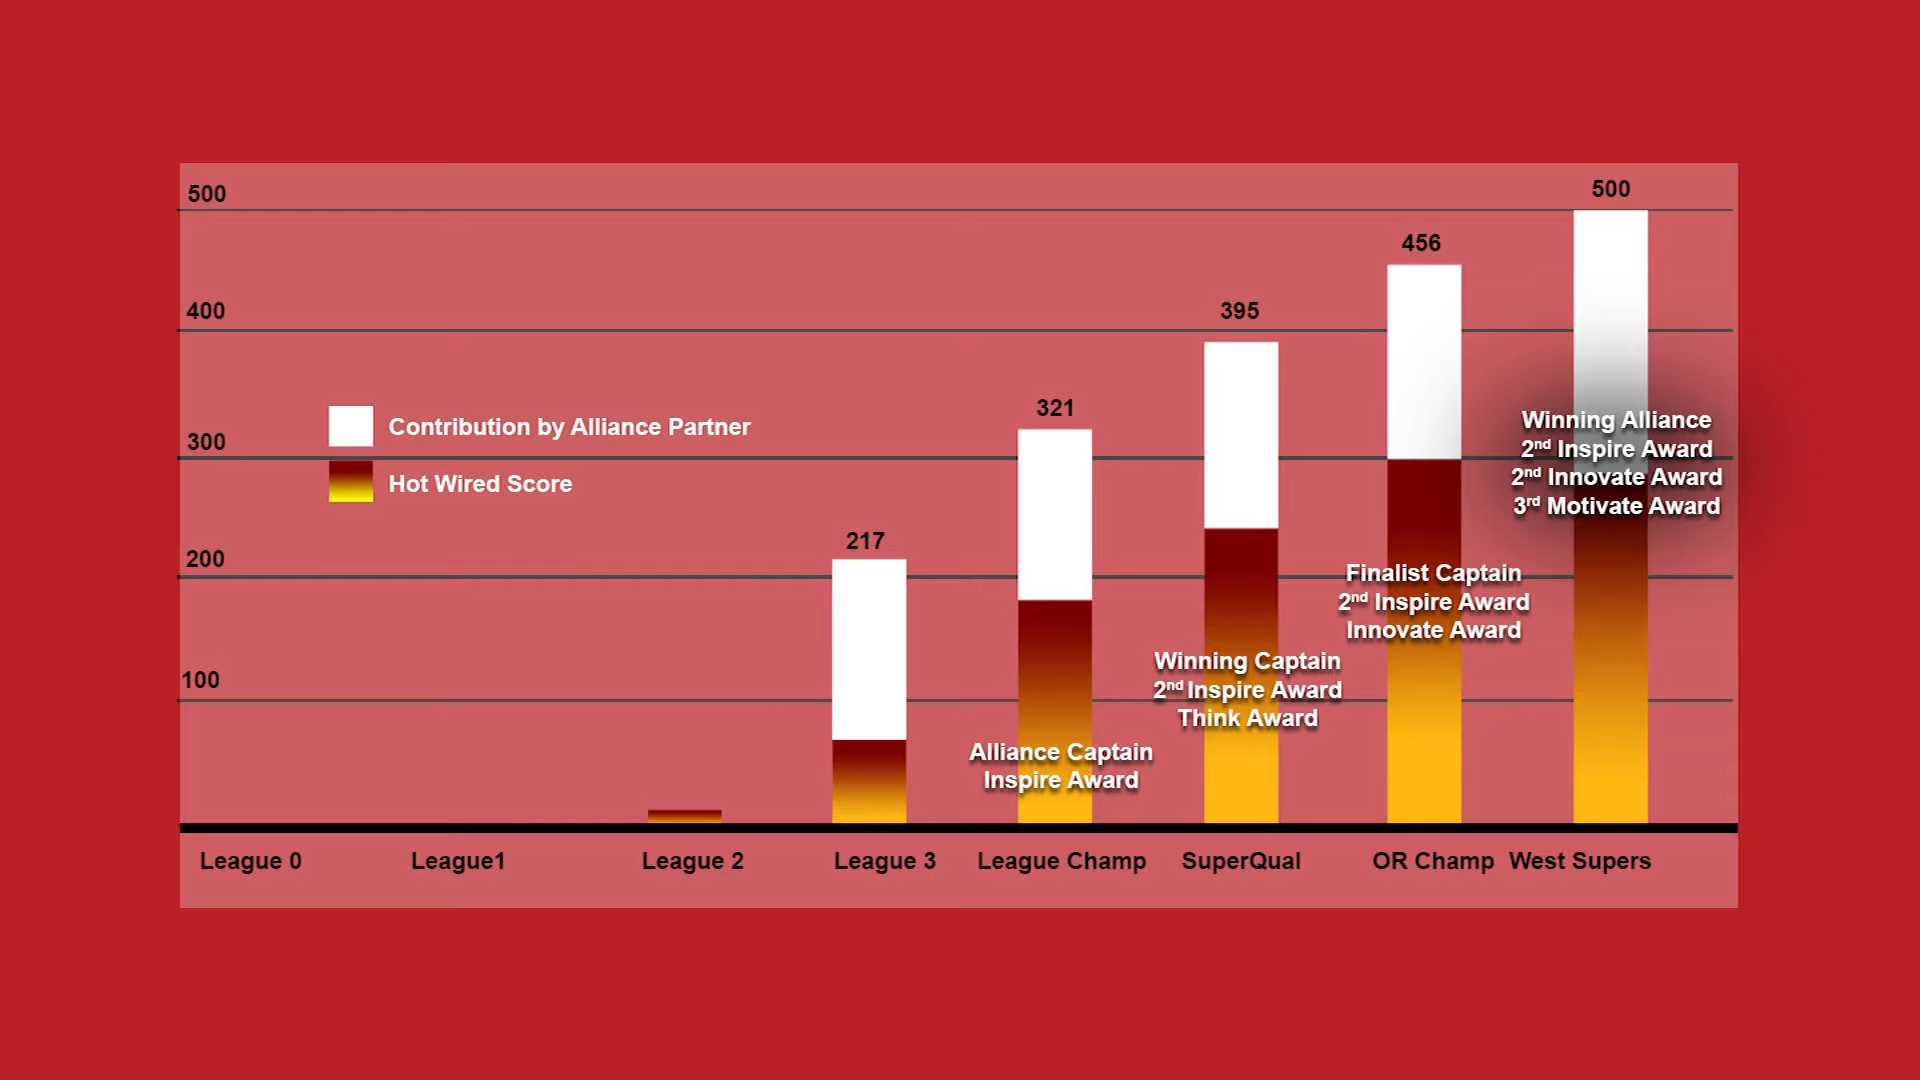 500
500
456
400
395
321
Contribution by Alliance Partner
300
Hot Wired Score
217
200
100
Winning Alliance
2nd Inspire Award
2nd Innovate Award
3rd Motivate Award
Finalist Captain
2nd Inspire Award
Innovate Award
Winning Captain
2nd Inspire Award
Think Award
Alliance Captain
Inspire Award
League 0
League1
League 2
League 3
League Champ
SuperQual
OR Champ
West Supers